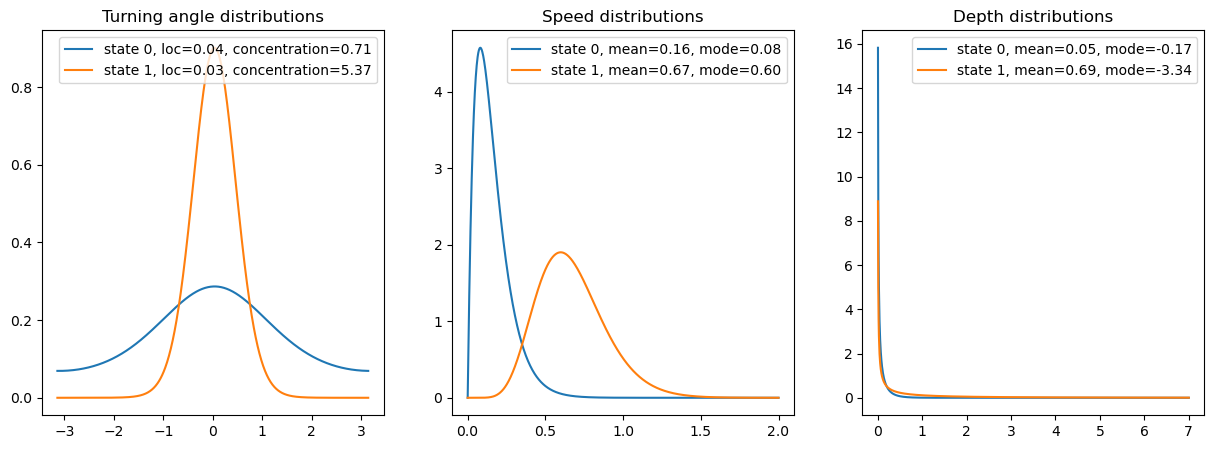 Turning angle distributions
state 0, loc=0.04, concentration=0.71
state 1, loc=0.03, concentration=5.37
0.8
0.6
0.4
0.2
0.0
−3 −2 −1 0 1 2 3
Speed distributions
state 0, mean=0.16, mode=0.08
state 1, mean=0.67, mode=0.60
4
3
2
1
0
0.0 0.5 1.0 1.5 2.0
Depth distributions
state 0, mean=0.05, mode=-0.17
state 1, mean=0.69, mode=-3.34
16
14
12
10
8
6
4
2
0
0 1 2 3 4 5 6 7